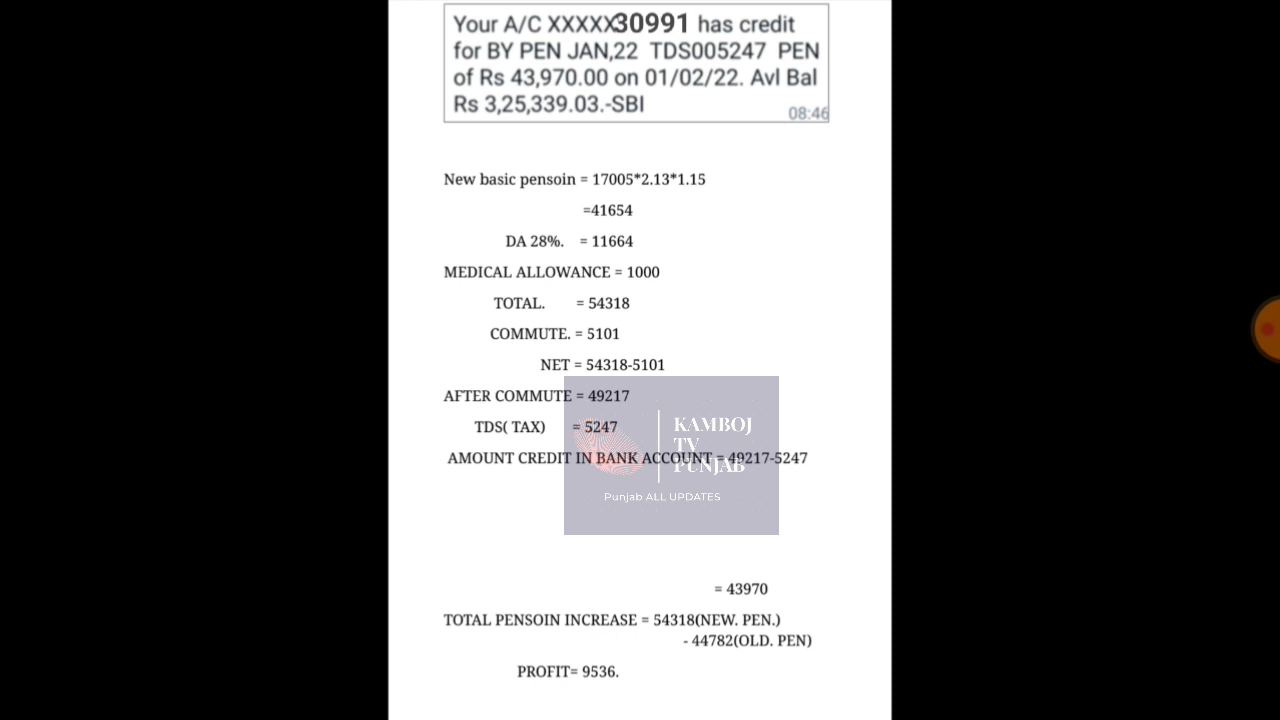 Your A/C XXXXX30991 has credit
for BY PEN JAN,22 TDS005247 PEN
of Rs 43,970.00 on 01/02/22. Avl Bal
Rs 3,25,339.03.-SBI
08:46
New basic pensoin = 17005*2.13*1.15
=41654
DA 28%. = 11664
MEDICAL ALLOWANCE = 1000
TOTAL. = 54318
COMMUTE. = 5101
NET = 54318-5101
AFTER COMMUTE = 49217
TDS( TAX) = 5247
AMOUNT CREDIT IN BANK ACCOUNT = 49217-5247
KAMBOJ
TV
PUNJAB
Punjab ALL UPDATES
= 43970
TOTAL PENSOIN INCREASE = 54318(NEW. PEN.)
- 44782(OLD. PEN)
PROFIT= 9536.